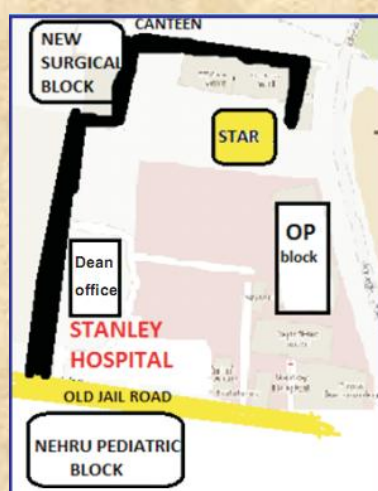 CANTEEN
NEW
SURGICAL
BLOCK
STAR
OP
block
Dean
office
STANLEY
HOSPITAL
OLD JAIL ROAD
NEHRU PEDIATRIC
BLOCK